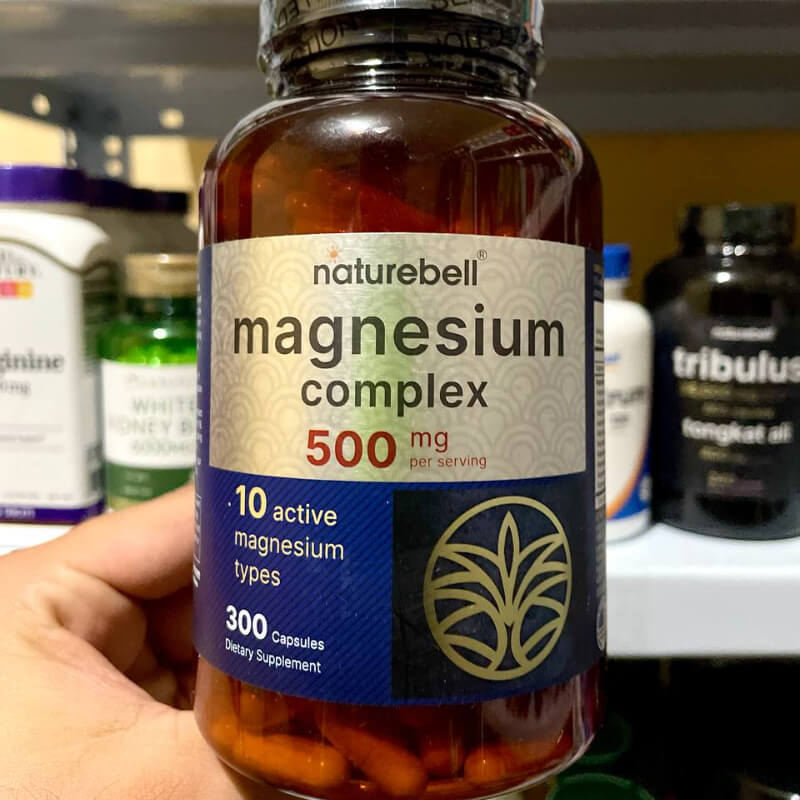 naturebell®
magnesium
complex
500 mg
per serving
10 active
magnesium
types
300 Capsules
Dietary Supplement
WHITE
naturebell
tribulus
tongkat ali